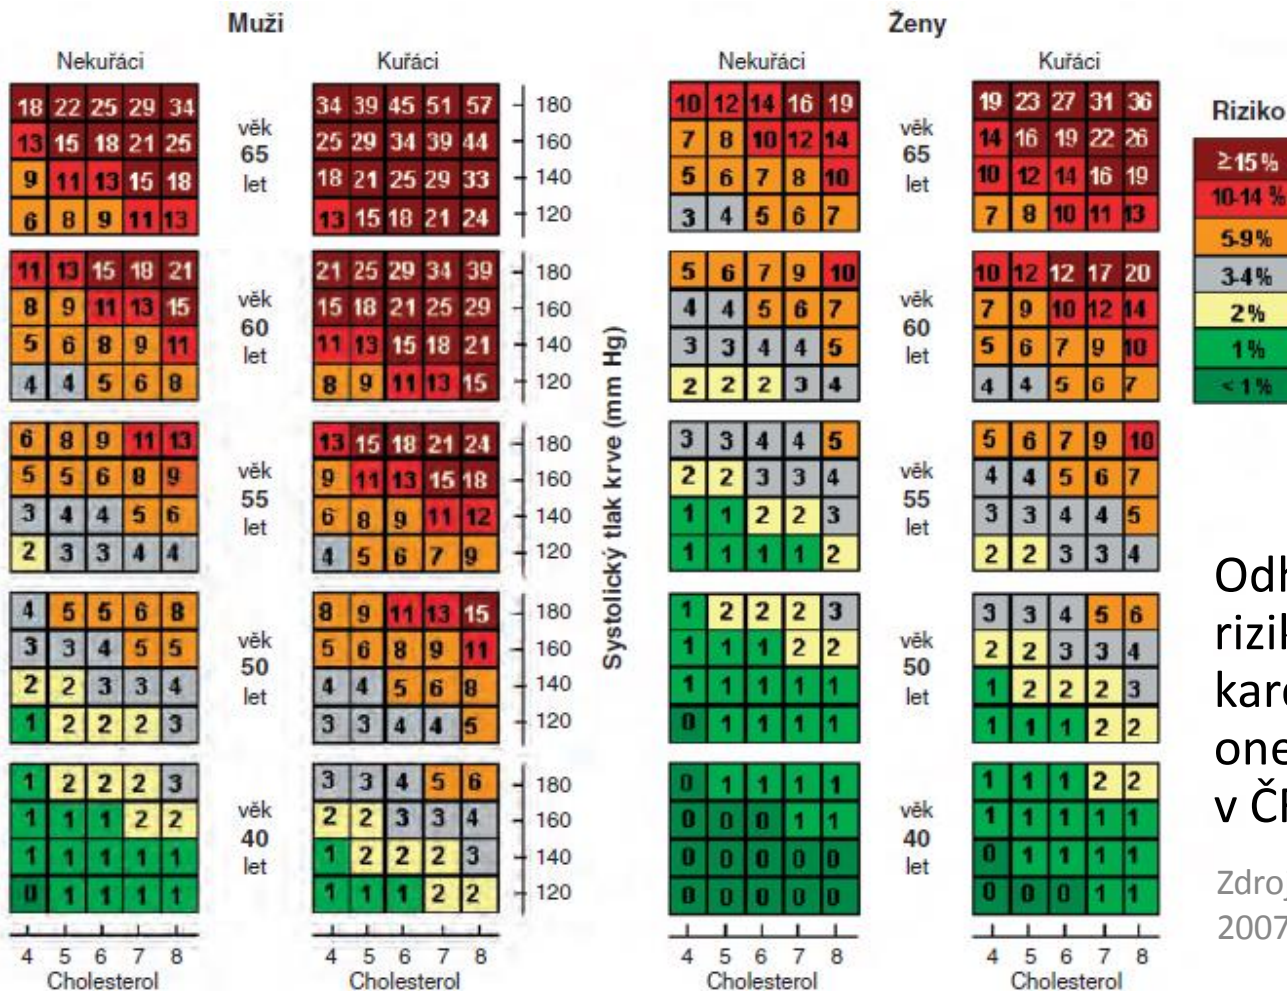 Muži
Ženy
Nekuřáci
Kuřáci
Nekuřáci
Kuřáci
Riziko
≥15%
10-14 %
5-9%
3-4%
2%
1%
< 1%
18 22 25 29 34
13 15 18 21 25
9 11 13 15 18
6 8 9 11 13
věk
65
let
34 39 45 51 57
25 29 34 39 44
18 21 25 29 33
13 15 18 21 24
180
160
140
120
10 12 14 16 19
7 8 10 12 14
5 6 7 8 10
3 4 5 6 7
věk
65
let
19 23 27 31 36
14 16 19 22 26
10 12 14 16 19
7 8 10 11 13
11 13 15 18 21
8 9 11 13 15
5 6 8 9 11
4 4 5 6 8
věk
60
let
21 25 29 34 39
15 18 21 25 29
11 13 15 18 21
8 9 11 13 15
180
160
140
120
5 6 7 9 10
4 4 5 6 7
3 3 4 4 5
2 2 2 3 4
věk
60
let
10 12 12 17 20
7 9 10 12 14
5 6 7 9 10
4 4 5 6 7
6 8 9 11 13
5 5 6 8 9
3 4 4 5 6
2 3 3 4 4
věk
55
let
13 15 18 21 24
9 11 13 15 18
6 8 9 11 12
4 5 6 7 9
180
160
140
120
3 3 4 4 5
2 2 3 3 4
1 1 2 2 3
1 1 1 1 2
věk
55
let
5 6 7 9 10
4 4 5 6 7
3 3 4 4 5
2 2 3 3 4
4 5 5 6 8
3 3 4 5 5
2 2 3 3 4
1 2 2 2 3
věk
50
let
8 9 11 13 15
5 6 8 9 11
4 4 5 6 8
3 3 4 4 5
180
160
140
120
1 2 2 2 3
1 1 1 2 2
1 1 1 1 1
0 1 1 1 1
věk
50
let
3 3 4 5 6
2 2 3 3 4
1 2 2 2 3
1 1 1 2 2
1 2 2 2 3
1 1 1 2 2
1 1 1 1 1
0 1 1 1 1
věk
40
let
3 3 4 5 6
2 2 3 3 4
1 2 2 2 3
1 1 1 2 2
180
160
140
120
0 1 1 1 1
0 0 0 1 1
0 0 0 0 0
0 0 0 0 0
věk
40
let
1 1 1 2 2
1 1 1 1 1
0 1 1 1 1
0 0 0 1 1
Systolický tlak krve (mm Hg)
4 5 6 7 8
Cholesterol
4 5 6 7 8
Cholesterol
4 5 6 7 8
Cholesterol
4 5 6 7 8
Cholesterol
Odh
rizik
kard
one
v ČR
Zdroj
2007